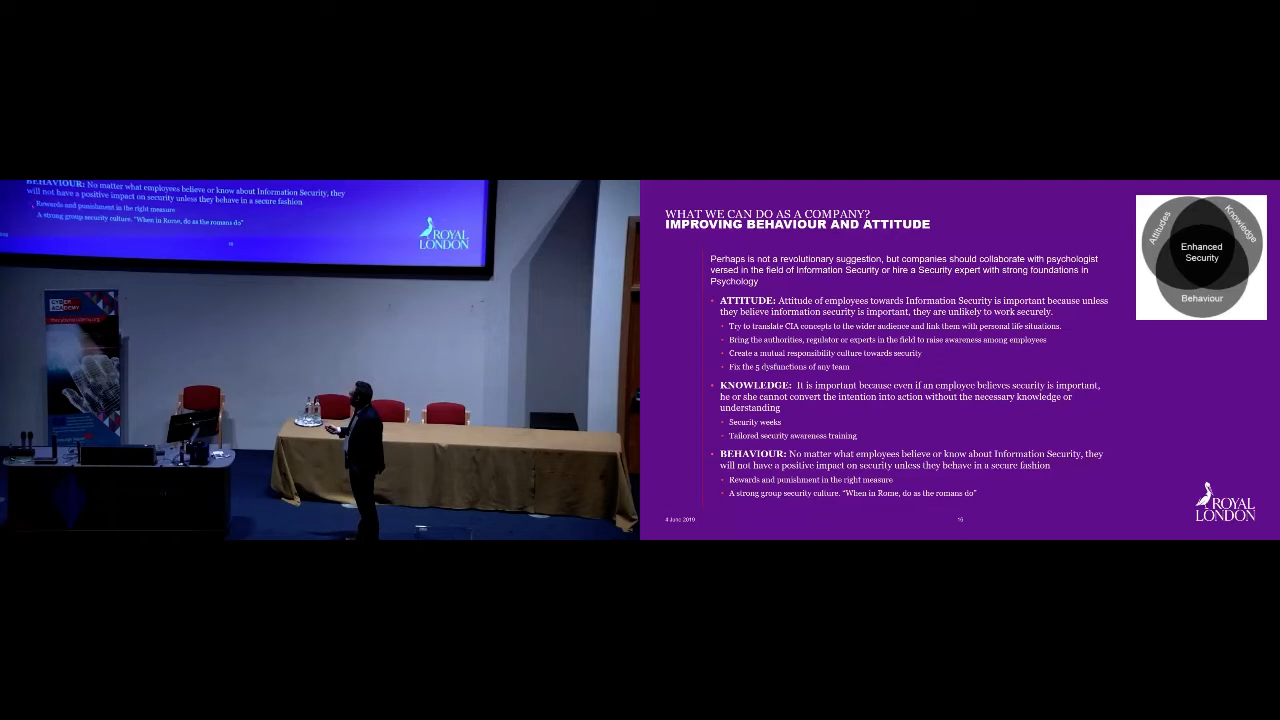 BEHAVIOUR: No matter what employees believe or know about Information Security, they
will not have a positive impact on security unless they behave in a secure fashion
Rewards and punishment in the right measure
A strong group security culture. "When in Rome, do as the romans do"
16
ROYAL
LONDON
WHAT WE CAN DO AS A COMPANY?
IMPROVING BEHAVIOUR AND ATTITUDE
Perhaps is not a revolutionary suggestion, but companies should collaborate with psychologist
versed in the field of Information Security or hire a Security expert with strong foundations in
Psychology
• ATTITUDE: Attitude of employees towards Information Security is important because unless
they believe information security is important, they are unlikely to work securely.
• Try to translate CIA concepts to the wider audience and link them with personal life situations.
• Bring the authorities, regulator or experts in the field to raise awareness among employees
• Create a mutual responsibility culture towards security
• Fix the 5 dysfunctions of any team
• KNOWLEDGE: It is important because even if an employee believes security is important,
he or she cannot convert the intention into action without the necessary knowledge or
understanding
• Security weeks
• Tailored security awareness training
• BEHAVIOUR: No matter what employees believe or know about Information Security, they
will not have a positive impact on security unless they behave in a secure fashion
• Rewards and punishment in the right measure
• A strong group security culture. "When in Rome, do as the romans do"
4 June 2019
16
ROYAL
LONDON
Attitudes
Knowledge
Enhanced
Security
Behaviour